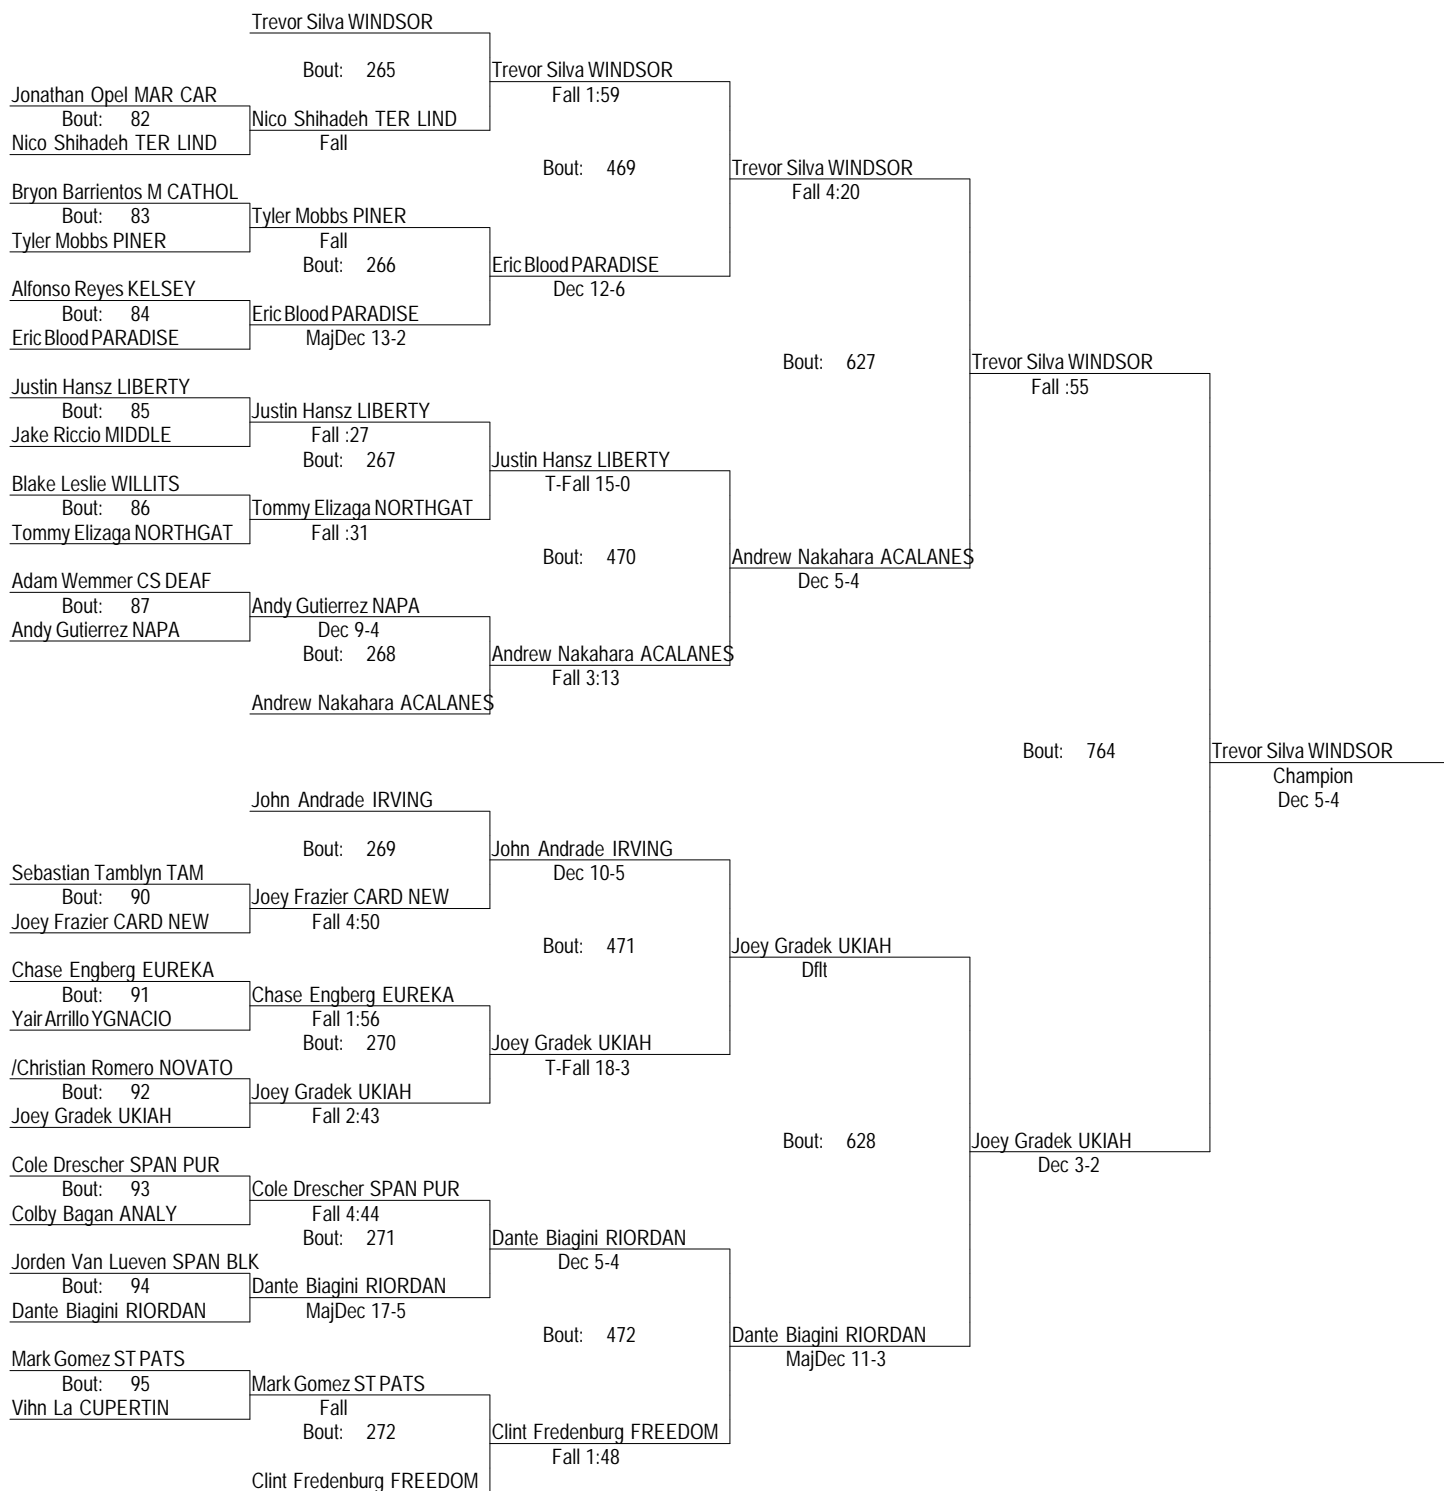 Trevor Silva WINDSOR
Bout: 265
Trevor Silva WINDSOR
Fall 1:59
Jonathan Opel MAR CAR
Bout: 82
Nico Shihadeh TER LIND
Nico Shihadeh TER LIND
Fall
Bout: 469
Trevor Silva WINDSOR
Fall 4:20
Bryon Barrientos M CATHOL
Bout: 83
Tyler Mobbs PINER
Tyler Mobbs PINER
Fall
Bout: 266
Eric Blood PARADISE
Dec 12-6
Alfonso Reyes KELSEY
Bout: 84
Eric Blood PARADISE
Eric Blood PARADISE
MajDec 13-2
Bout: 627
Trevor Silva WINDSOR
Fall :55
Justin Hansz LIBERTY
Bout: 85
Jake Riccio MIDDLE
Justin Hansz LIBERTY
Fall :27
Bout: 267
Justin Hansz LIBERTY
T-Fall 15-0
Blake Leslie WILLITS
Bout: 86
Tommy Elizaga NORTHGAT
Tommy Elizaga NORTHGAT
Fall :31
Bout: 470
Andrew Nakahara ACALANES
Dec 5-4
Adam Wemmer CS DEAF
Bout: 87
Andy Gutierrez NAPA
Andy Gutierrez NAPA
Dec 9-4
Bout: 268
Andrew Nakahara ACALANES
Fall 3:13
Andrew Nakahara ACALANES
Bout: 764
Trevor Silva WINDSOR
Champion
Dec 5-4
John Andrade IRVING
Bout: 269
John Andrade IRVING
Dec 10-5
Sebastian Tamblyn TAM
Bout: 90
Joey Frazier CARD NEW
Joey Frazier CARD NEW
Fall 4:50
Bout: 471
Joey Gradek UKIAH
Dflt
Chase Engberg EUREKA
Bout: 91
Yair Arrillo YGNACIO
Chase Engberg EUREKA
Fall 1:56
Bout: 270
Joey Gradek UKIAH
T-Fall 18-3
/Christian Romero NOVATO
Bout: 92
Joey Gradek UKIAH
Joey Gradek UKIAH
Fall 2:43
Bout: 628
Joey Gradek UKIAH
Dec 3-2
Cole Drescher SPAN PUR
Bout: 93
Colby Bagan ANALY
Cole Drescher SPAN PUR
Fall 4:44
Bout: 271
Dante Biagini RIORDAN
Dec 5-4
Jorden Van Lueven SPAN BLK
Bout: 94
Dante Biagini RIORDAN
Dante Biagini RIORDAN
MajDec 17-5
Bout: 472
Dante Biagini RIORDAN
MajDec 11-3
Mark Gomez ST PATS
Bout: 95
Vihn La CUPERTIN
Mark Gomez ST PATS
Fall
Bout: 272
Clint Fredenburg FREEDOM
Fall 1:48
Clint Fredenburg FREEDOM